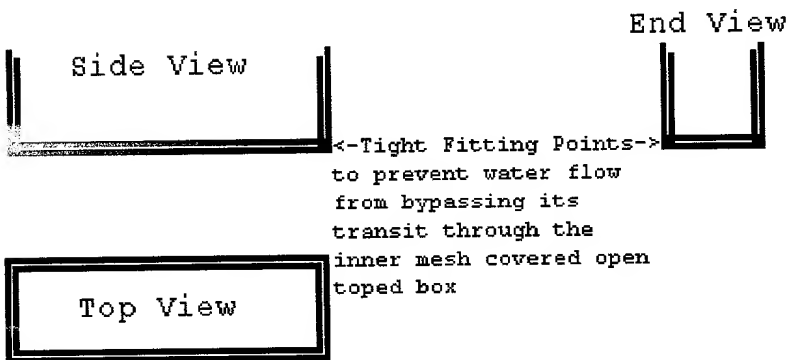 End View
Side View
<-Tight Fitting Points->
to prevent water flow
from bypassing its
transit through the
inner mesh covered open
toped box
Top View